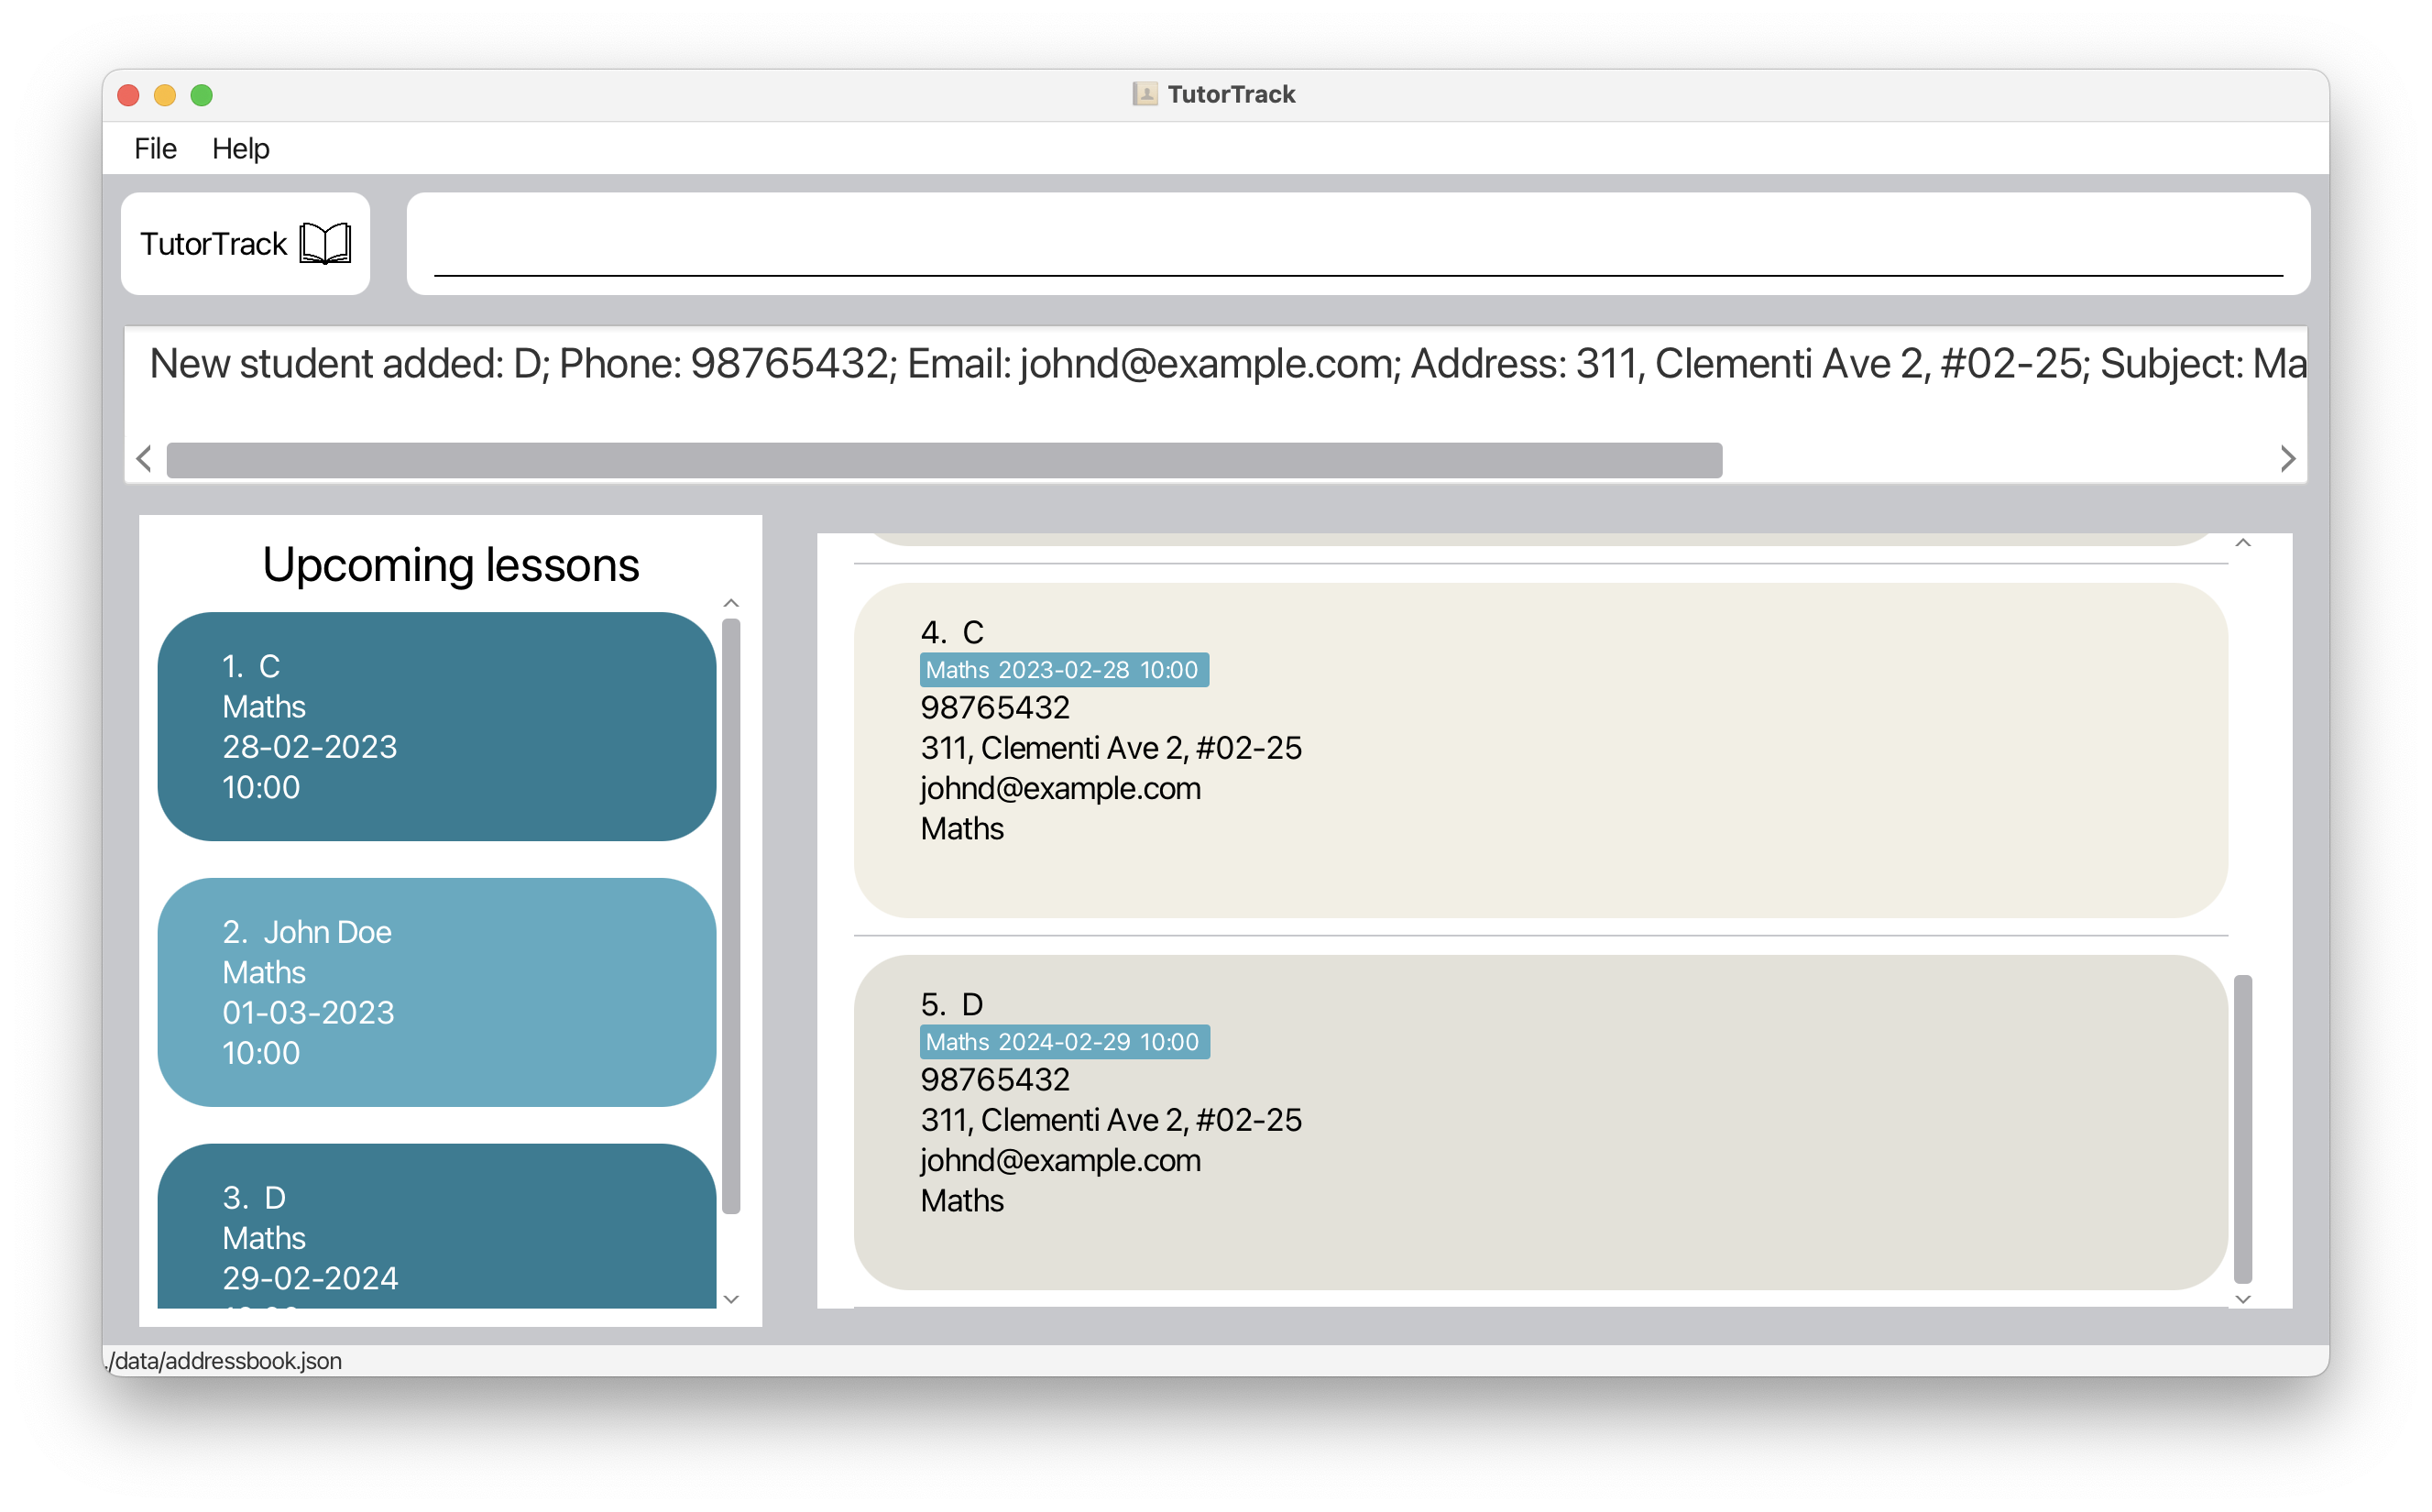 TutorTrack
File Help
TutorTrack
New student added: D; Phone: 98765432; Email: johnd@example.com; Address: 311, Clementi Ave 2, #02-25; Subject: Ma
Upcoming lessons
1. C
Maths
28-02-2023
10:00
2. John Doe
Maths
01-03-2023
10:00
3. D
Maths
29-02-2024
4. C
Maths 2023-02-28 10:00
98765432
311, Clementi Ave 2, #02-25
johnd@example.com
Maths
5. D
Maths 2024-02-29 10:00
98765432
311, Clementi Ave 2, #02-25
johnd@example.com
Maths
./data/addressbook.json